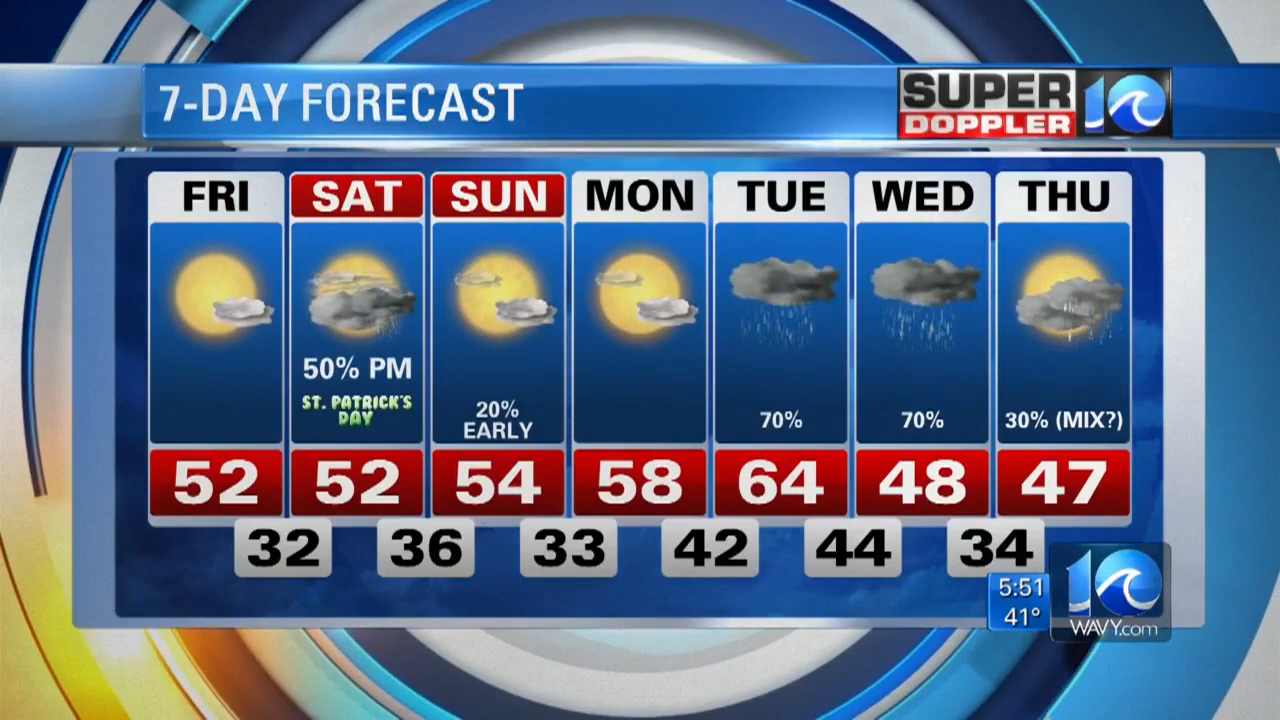 7-DAY FORECAST
SUPER
DOPPLER
10
FRI
SAT
SUN
MON
TUE
WED
THU
50% PM
ST. PATRICK'S
DAY
20%
EARLY
70%
70%
30% (MIX?)
52
52
54
58
64
48
47
32
36
33
42
44
34
5:51
41°
10
WAVY.com